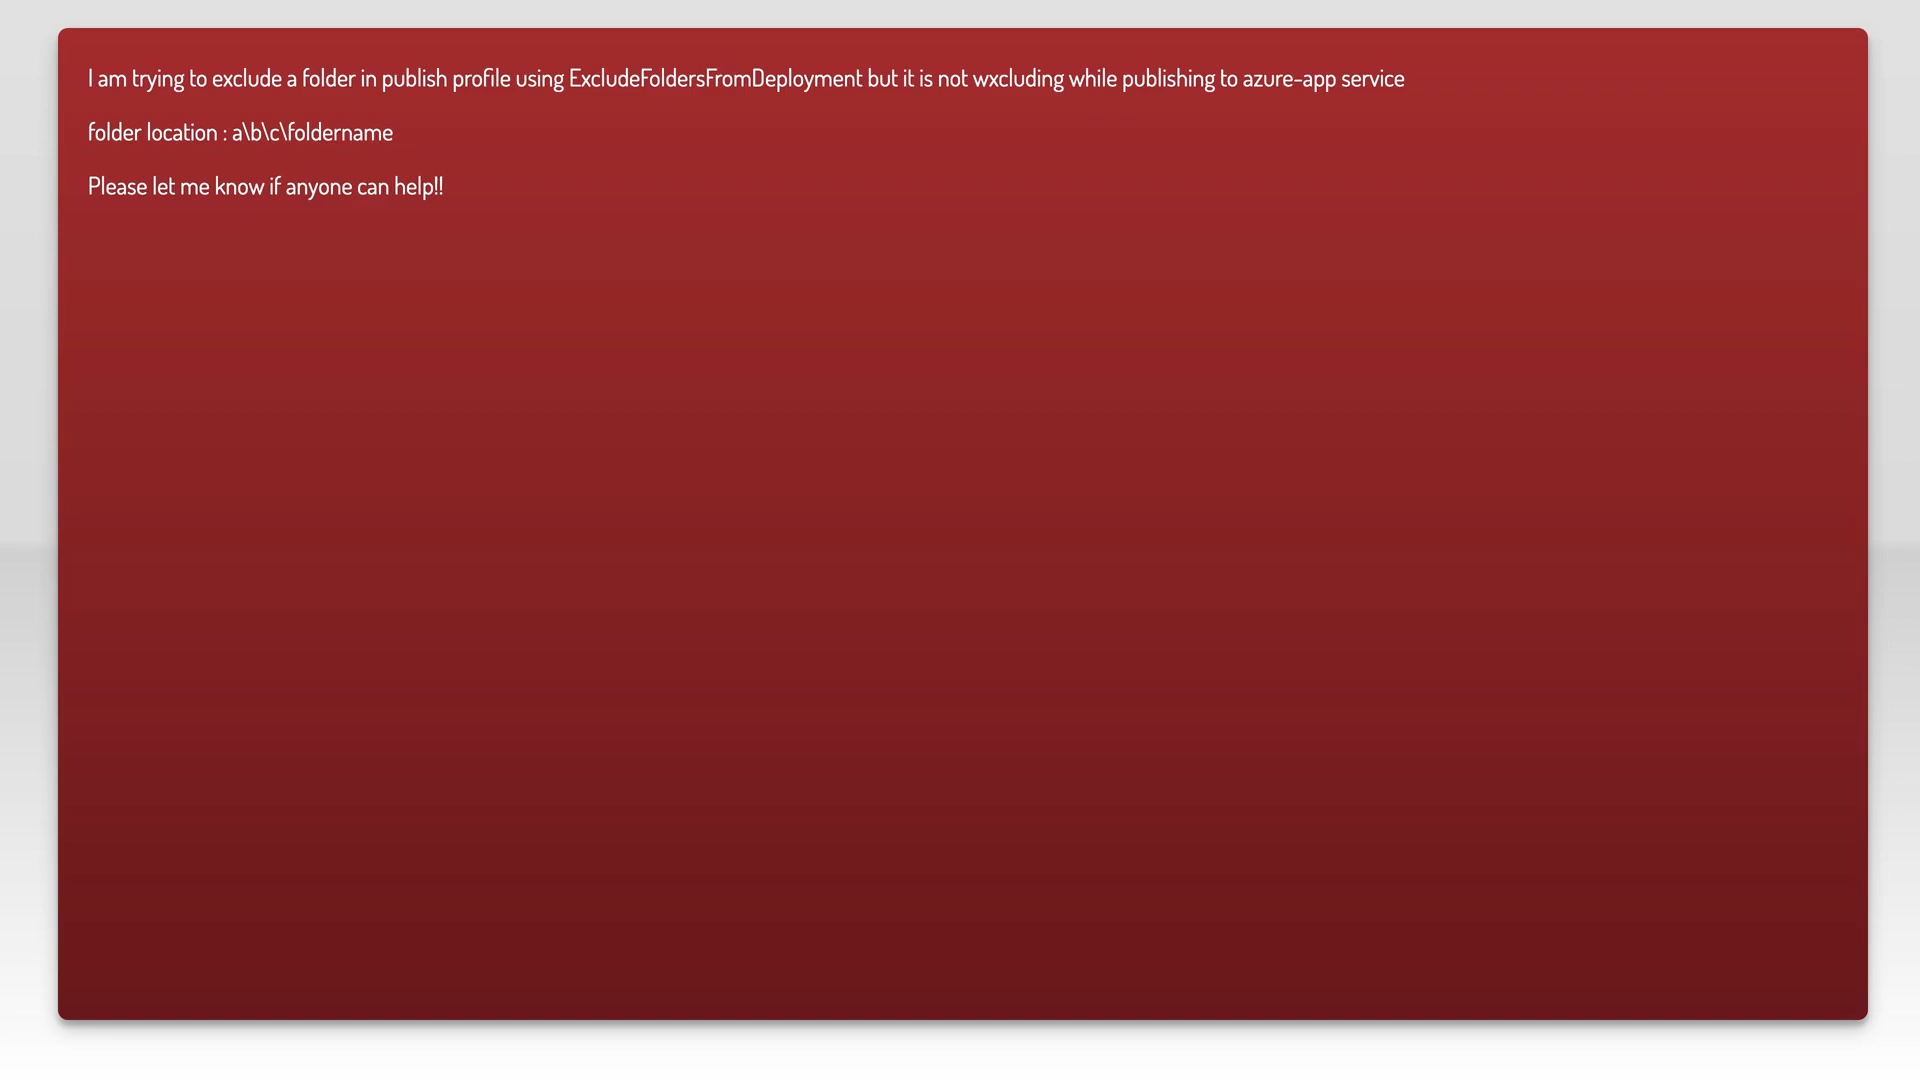 I am trying to exclude a folder in publish profile using ExcludeFoldersFromDeployment but it is not wxcluding while publishing to azure-app service
folder location : a\b\c\foldername
Please let me know if anyone can help!!